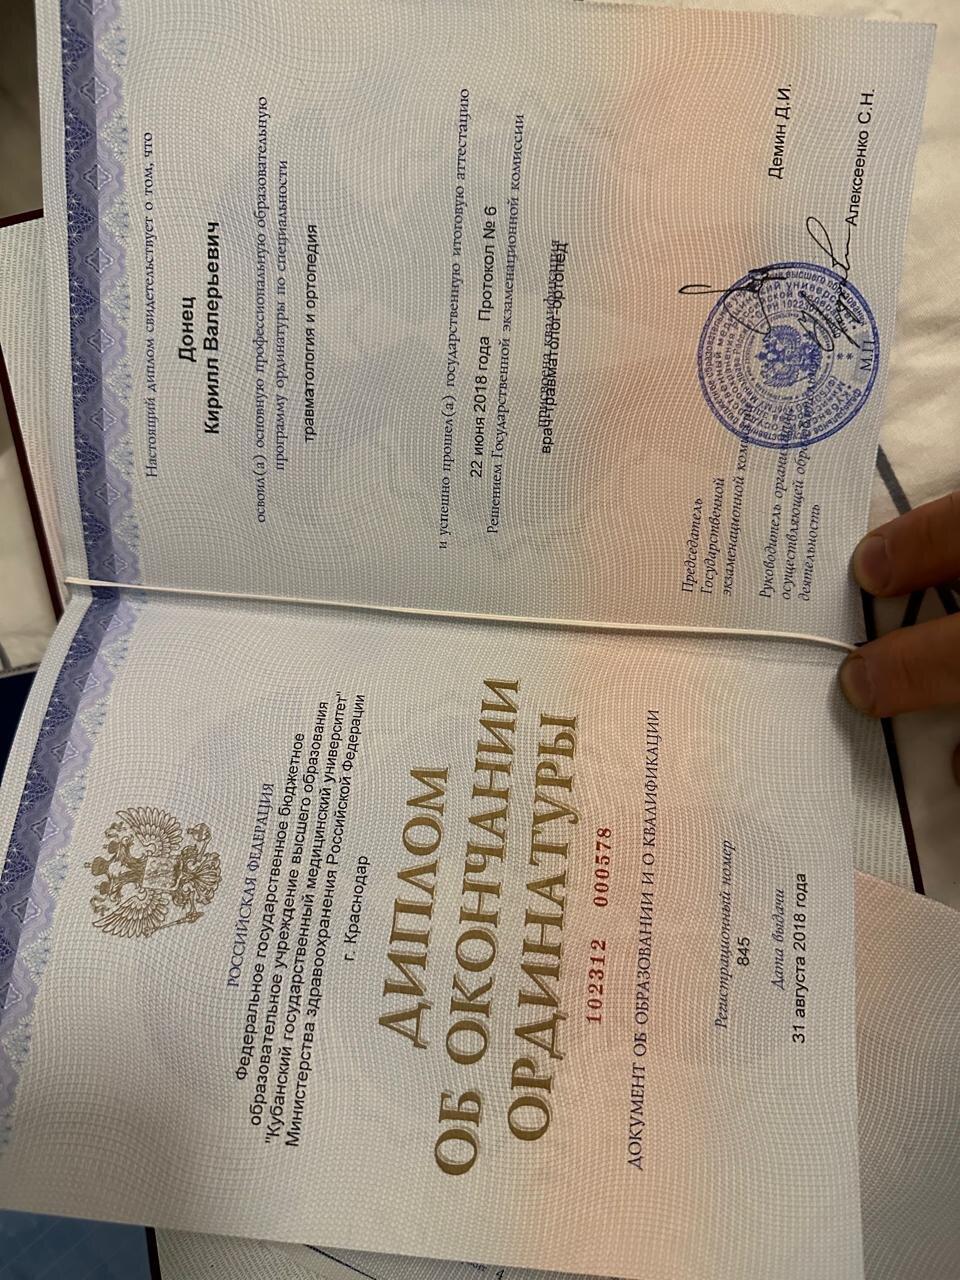 РОССИЙСКАЯ ФЕДЕРАЦИЯ
Федеральное государственное бюджетное
образовательное учреждение высшего образования
"Кубанский государственный медицинский университет"
Министерства здравоохранения Российской Федерации
г. Краснодар
ДИПЛОМ
ОБ ОКОНЧАНИИ
ОРДИНАТУРЫ
102312 000578
ДОКУМЕНТ ОБ ОБРАЗОВАНИИ И О КВАЛИФИКАЦИИ
Регистрационный номер
845
Дата выдачи
31 августа 2018 года
Настоящий диплом свидетельствует о том, что
Донец
Кирилл Валерьевич
освоил(а) основную профессиональную образовательную
программу ординатуры по специальности
травматология и ортопедия
и успешно прошел(а) государственную итоговую аттестацию
22 июня 2018 года Протокол № 6
Решением Государственной экзаменационной комиссии
присвоена квалификация
врач-травматолог-ортопед
Председатель
Государственной
экзаменационной
Демин Д.И.
Руководитель
осуществляющей
деятельность
Алексеенко С.Н.
М.П.